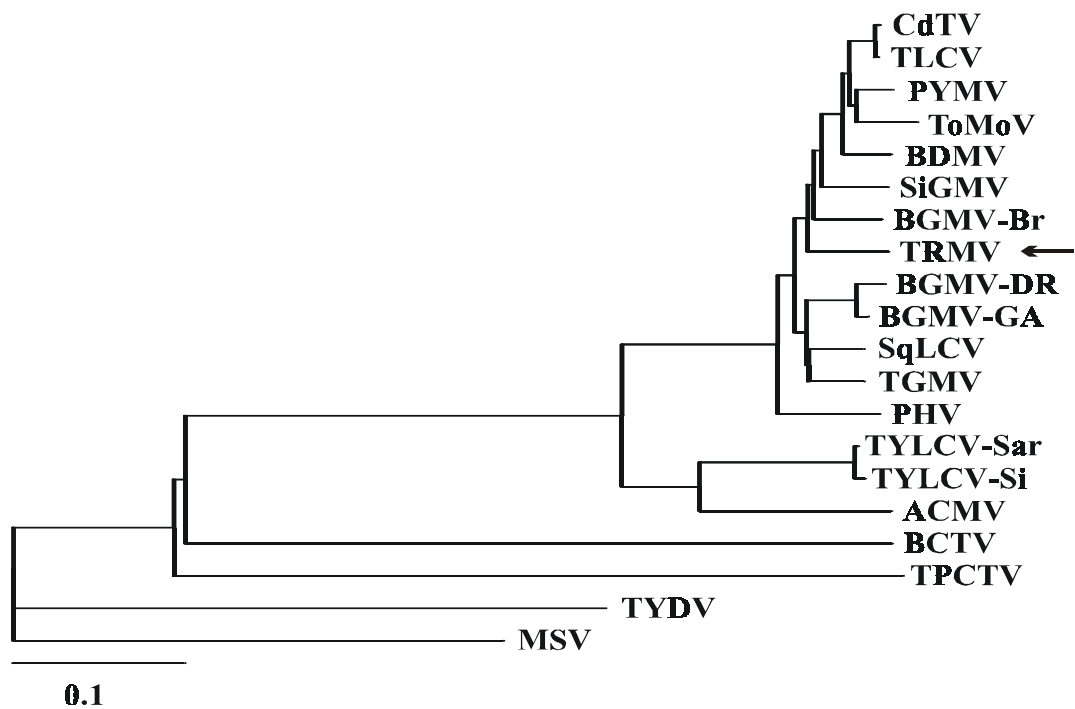 CdTV
TLCV
PYMV
ToMoV
BDMV
SiGMV
BGMV-Br
TRMV
BGMV-DR
BGMV-GA
SqLCV
TGMV
PHV
TYLCV-Sar
TYLCV-Si
ACMV
BCTV
TPCTV
TYDV
MSV
0.1